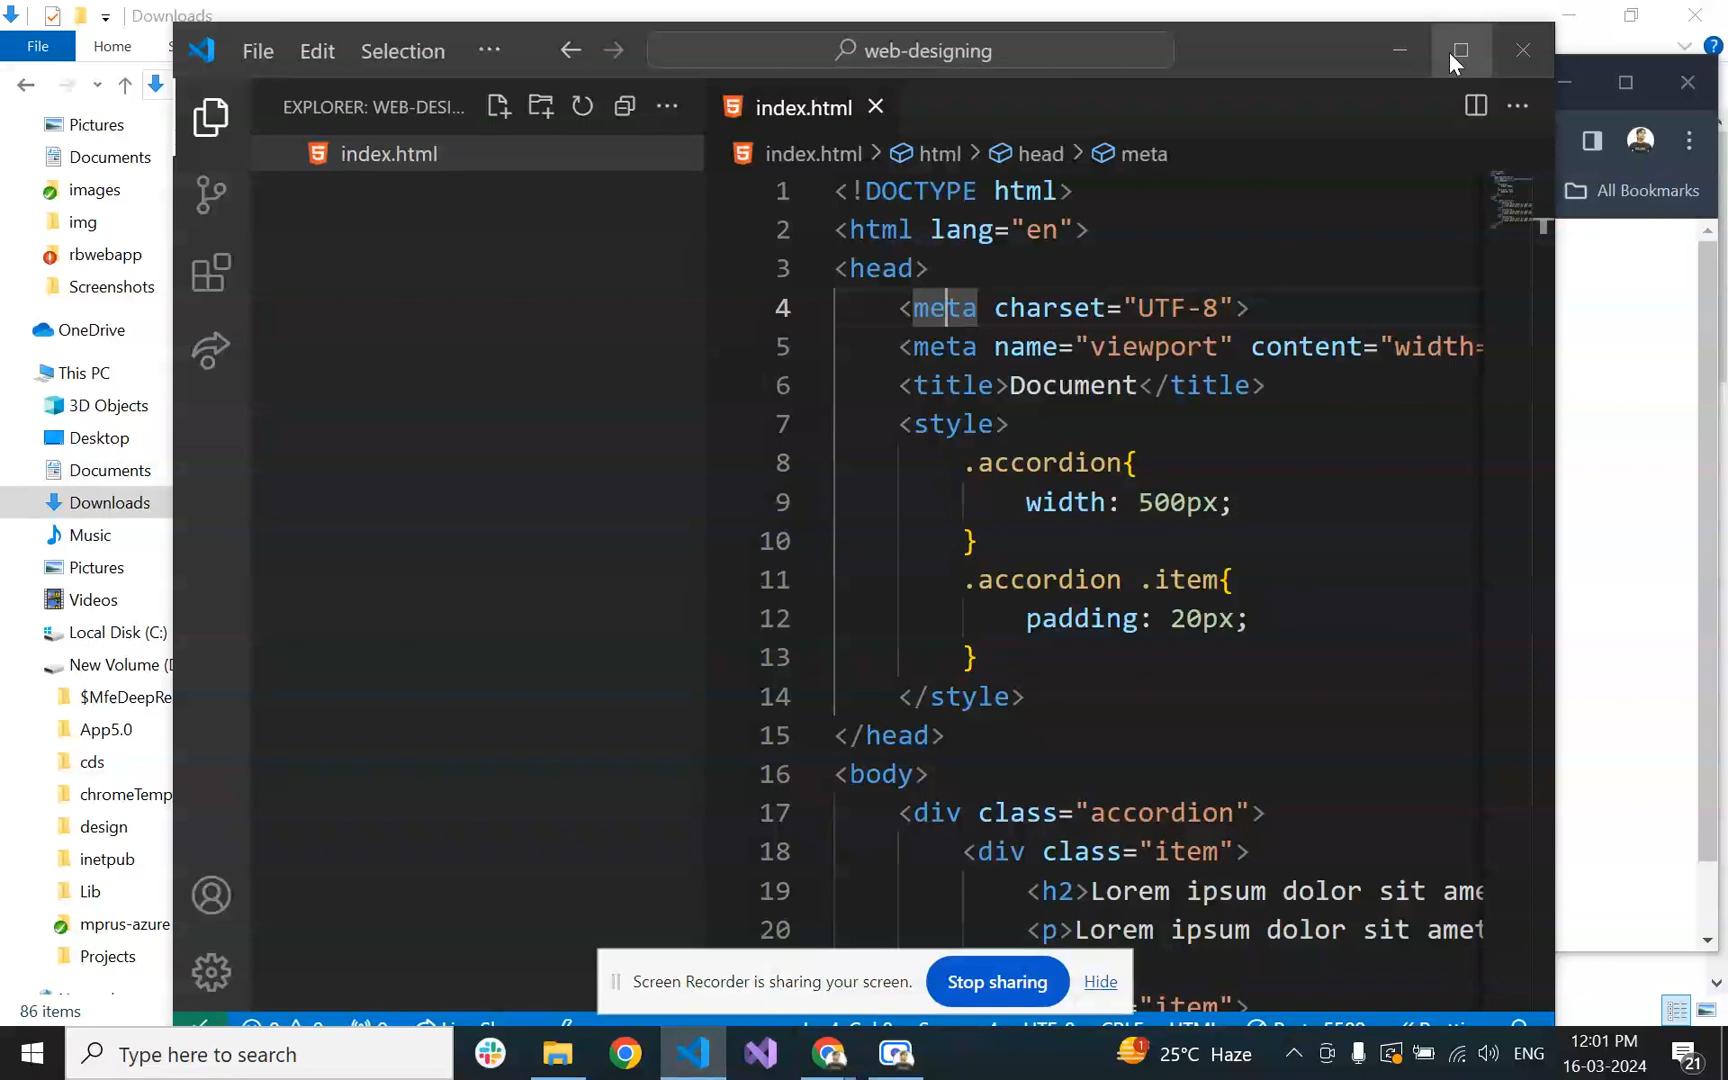 Downloads
File
Home
Pictures
Documents
images
img
rbwebapp
Screenshots
OneDrive
This PC
3D Objects
Desktop
Documents
Downloads
Music
Pictures
Videos
Local Disk (C:)
New Volume (
$MfeDeepRe
App5.0
cds
chromeTemp
design
inetpub
Lib
mprus-azure
Projects
86 items
File Edit Selection ...
web-designing
EXPLORER: WEB-DESI...
index.html
index.html
index.html > html > head > meta
1 <!DOCTYPE html>
2 <html lang="en">
3 <head>
4 <meta charset="UTF-8">
5 <meta name="viewport" content="width=
6 <title>Document</title>
7 <style>
8 .accordion{
9 width: 500px;
10 }
11 .accordion .item{
12 padding: 20px;
13 }
14 </style>
15 </head>
16 <body>
17 <div class="accordion">
18 <div class="item">
19 <h2>Lorem ipsum dolor sit ame
20 <p>Lorem ipsum dolor sit amet
="item">
All Bookmarks
Screen Recorder is sharing your screen. Stop sharing Hide
Type here to search
1
25°C Haze
ENG
12:01 PM
16-03-2024
21